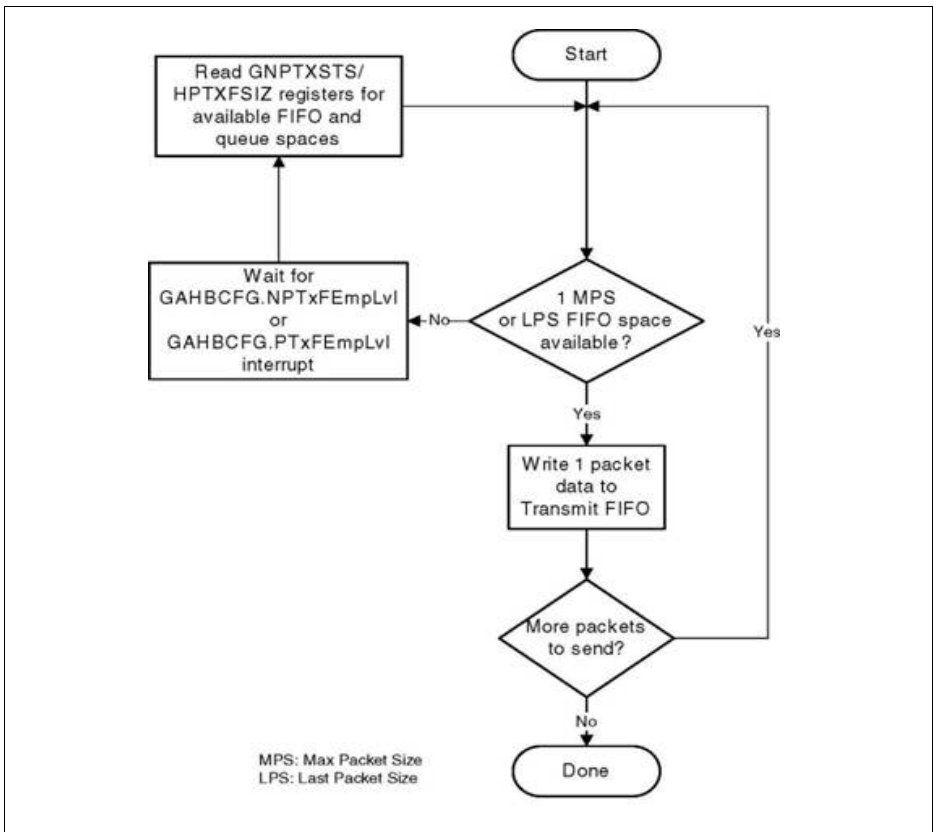 Start
Read GNPTXSTS/
HPTXFSIZ registers for
available FIFO and
queue spaces
Wait for
GAHBCFG.NPTxFEmpLvl
or
GAHBCFG.PTxFEmpLvl
interrupt
No
1 MPS
or LPS FIFO space
available?
Yes
Yes
Write 1 packet
data to
Transmit FIFO
More packets
to send?
No
Done
MPS: Max Packet Size
LPS: Last Packet Size